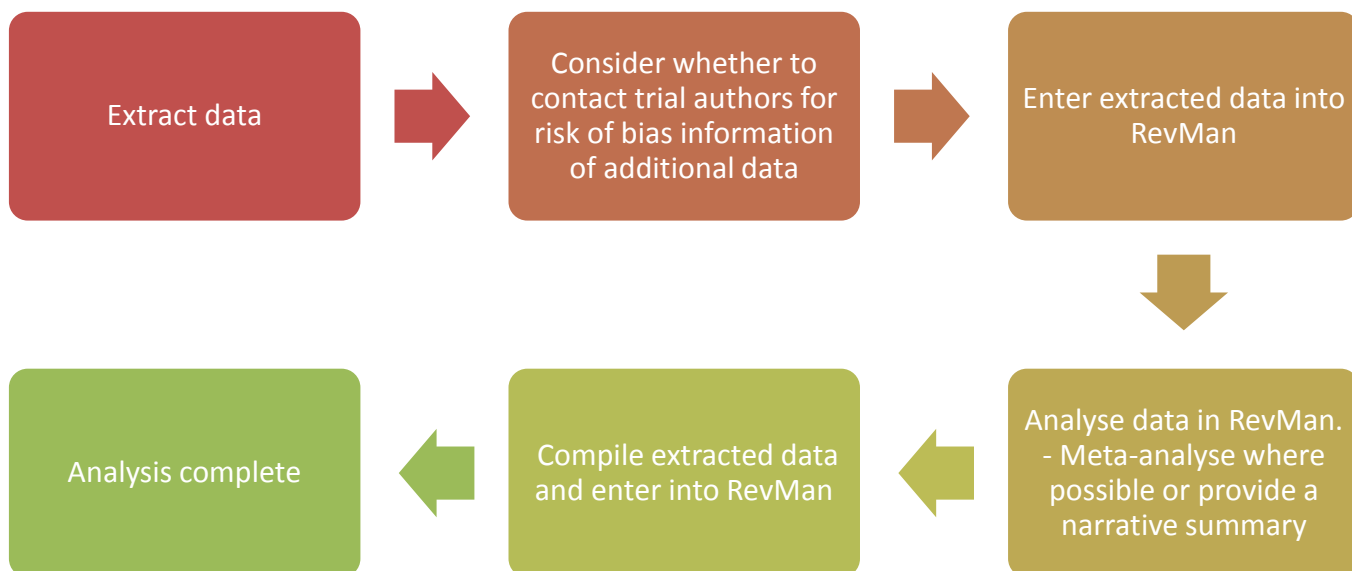 Extract data
Consider whether to
contact trial authors for
risk of bias information
of additional data
Enter extracted data into
RevMan
Analyse data in RevMan.
- Meta-analyse where
possible or provide a
narrative summary
Compile extracted data
and enter into RevMan
Analysis complete